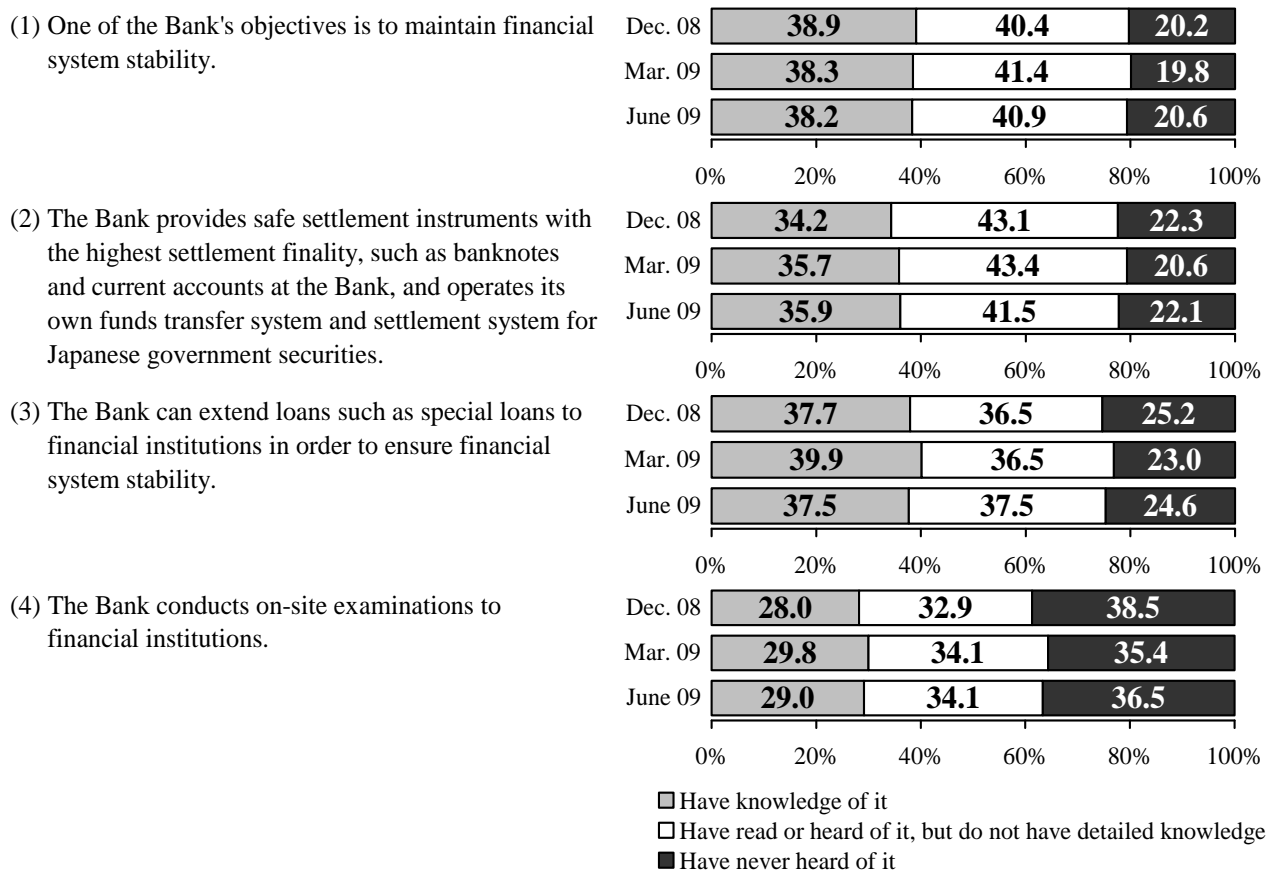 (1) One of the Bank's objectives is to maintain financial
system stability.
Dec. 08 38.9 40.4 20.2
Mar. 09 38.3 41.4 19.8
June 09 38.2 40.9 20.6
0% 20% 40% 60% 80% 100%
(2) The Bank provides safe settlement instruments with
the highest settlement finality, such as banknotes
and current accounts at the Bank, and operates its
own funds transfer system and settlement system for
Japanese government securities.
Dec. 08 34.2 43.1 22.3
Mar. 09 35.7 43.4 20.6
June 09 35.9 41.5 22.1
0% 20% 40% 60% 80% 100%
(3) The Bank can extend loans such as special loans to
financial institutions in order to ensure financial
system stability.
Dec. 08 37.7 36.5 25.2
Mar. 09 39.9 36.5 23.0
June 09 37.5 37.5 24.6
0% 20% 40% 60% 80% 100%
(4) The Bank conducts on-site examinations to
financial institutions.
Dec. 08 28.0 32.9 38.5
Mar. 09 29.8 34.1 35.4
June 09 29.0 34.1 36.5
0% 20% 40% 60% 80% 100%
Have knowledge of it
Have read or heard of it, but do not have detailed knowledge
Have never heard of it